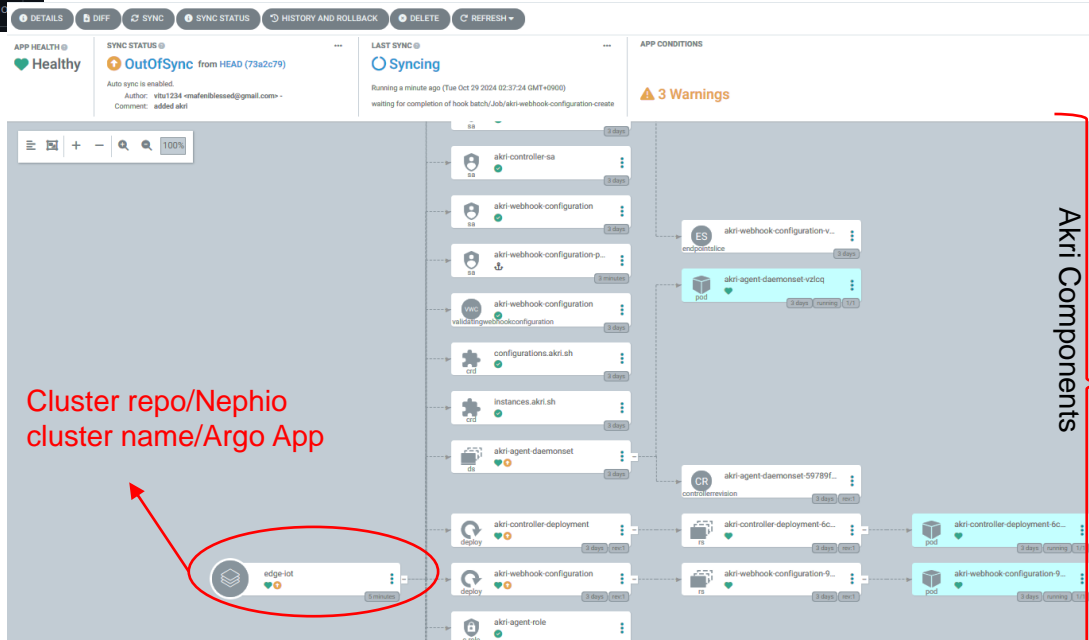 DETAILS
DIFF
SYNC
SYNC STATUS
HISTORY AND ROLLBACK
DELETE
REFRESH
APP HEALTH
Healthy
SYNC STATUS
OutOfSync from HEAD (73a2c79)
Auto sync is enabled.
Author: vitu1234 <mafeniblessed@gmail.com> -
Comment: added akri
LAST SYNC
Syncing
Running a minute ago (Tue Oct 29 2024 02:37:24 GMT+0900)
waiting for completion of hook batch/Job/akri-webhook-configuration-create
APP CONDITIONS
3 Warnings
100%
sa
3 days
akri-controller-sa
sa
3 days
akri-webhook-configuration
sa
3 days
akri-webhook-configuration-p...
sa
akri-webhook-configuration
VWC
validatingwebhookconfiguration
3 days
configurations.akri.sh
crd
3 days
instances.akri.sh
crd
3 days
akri-agent-daemonset
ds
3 days
akri-controller-deployment
deploy
3 days rev:1
akri-webhook-configuration
deploy
3 days rev:1
akri-agent-role
akri-webhook-configuration-v...
ES
endpointslice
3 days
akri-agent-daemonset-vzlcq
pod
3 days running 1/1
akri-agent-daemonset-59789f...
CR
controllerrevision
3 days rev:1
akri-controller-deployment-6c...
rs
3 days rev:1
akri-webhook-configuration-9...
rs
3 days rev:1
akri-controller-deployment-6c...
pod
3 days running 1/1
akri-webhook-configuration-9...
pod
3 days running 1/1
edge-iot
5 minutes
Cluster repo/Nephio
cluster name/Argo App
Akri Components